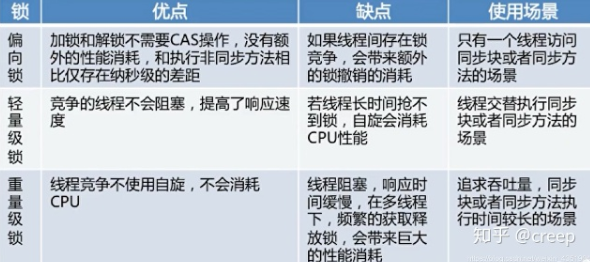 锁 优点 缺点 使用场景
偏 加锁和解锁不需要CAS操作，没有额 如果线程间存在锁 只有一个线程访问
向 外的性能消耗，和执行非同步方法相 竞争，会带来额 同步块或者同步方
锁 比仅存在纳秒级的差距 外的锁撤销的消耗 法的场景
轻 竞争的线程不会阻塞，提高了响应速 若线程长时间抢不 线程交替执行同步
量 度 到锁，自旋会消耗 块或者同步方法的
级 CPU性能 场景
锁
重 线程竞争不使用自旋，不会消耗 线程阻塞，响应时 追求吞吐量，同步
量 CPU 间缓慢，在多线程 块或者同步方法执
级 下，频繁的获取释 行时间较长的场景
锁 放锁，会带来巨大
的性能消耗
知乎 @creep